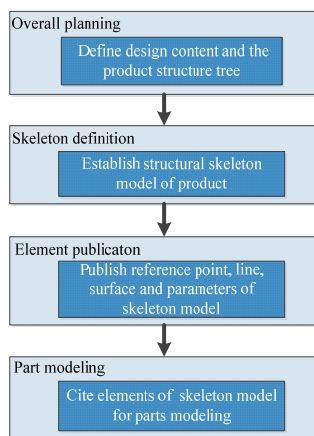 Overall planning
Define design content and the
product structure tree
Skeleton definition
Establish structural skeleton
model of product
Element publicaton
Publish reference point, line,
surface and parameters of
skeleton model
Part modeling
Cite elements of skeleton model
for parts modeling